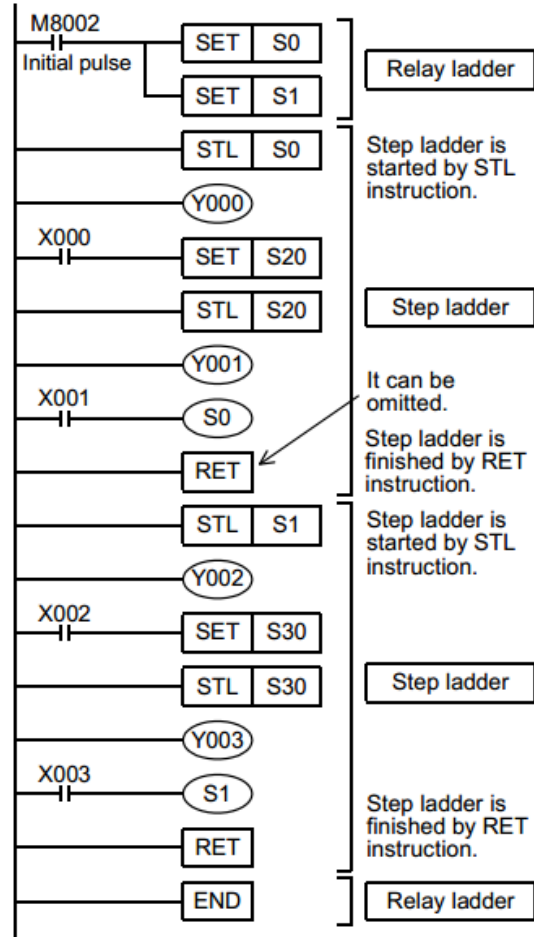 M8002
SET S0
Initial pulse
Relay ladder
SET S1
STL S0
Step ladder is
started by STL
instruction.
Y000
X000
SET S20
STL S20
Step ladder
Y001
It can be
omitted.
X001
S0
RET
Step ladder is
finished by RET
instruction.
STL S1
Step ladder is
started by STL
instruction.
Y002
X002
SET S30
STL S30
Step ladder
Y003
X003
S1
RET
Step ladder is
finished by RET
instruction.
END
Relay ladder